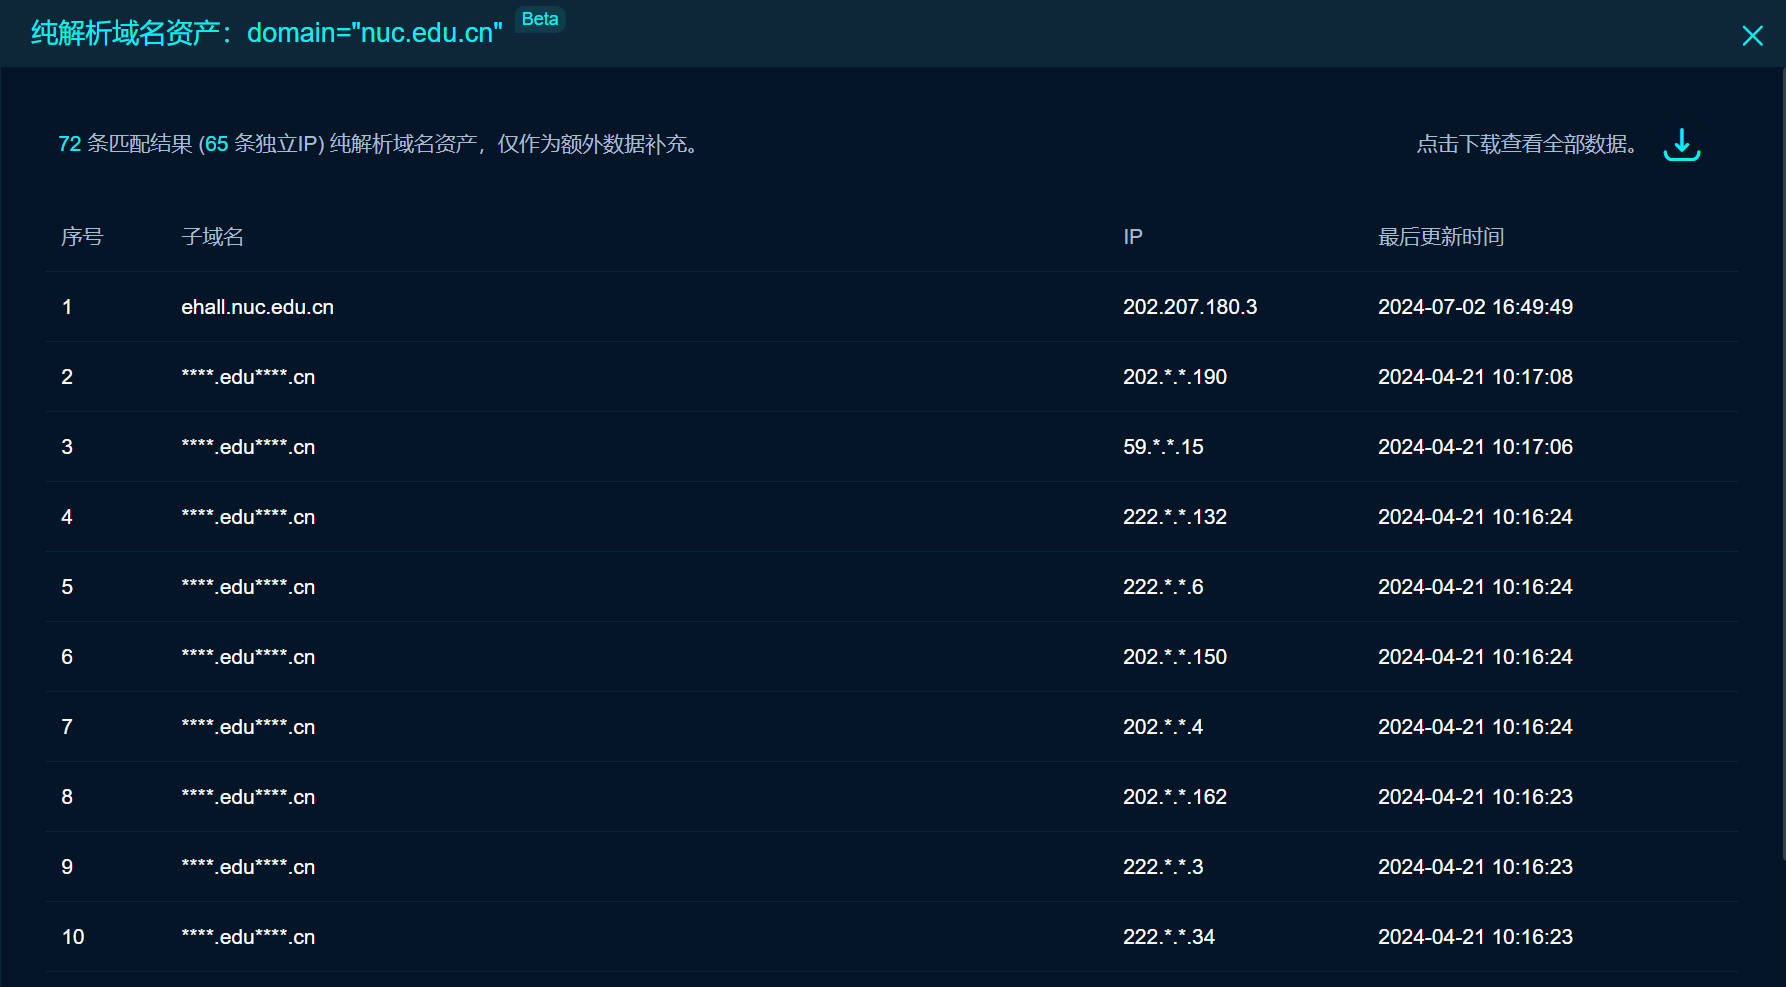 纯解析域名资产：domain="nuc.edu.cn" Beta
72 条匹配结果 (65 条独立IP) 纯解析域名资产，仅作为额外数据补充。 点击下载查看全部数据。
序号 子域名 IP 最后更新时间
1 ehall.nuc.edu.cn 202.207.180.3 2024-07-02 16:49:49
2 ****.edu****.cn 202.*.*.190 2024-04-21 10:17:08
3 ****.edu****.cn 59.*.*.15 2024-04-21 10:17:06
4 ****.edu****.cn 222.*.*.132 2024-04-21 10:16:24
5 ****.edu****.cn 222.*.*.6 2024-04-21 10:16:24
6 ****.edu****.cn 202.*.*.150 2024-04-21 10:16:24
7 ****.edu****.cn 202.*.*.4 2024-04-21 10:16:24
8 ****.edu****.cn 202.*.*.162 2024-04-21 10:16:23
9 ****.edu****.cn 222.*.*.3 2024-04-21 10:16:23
10 ****.edu****.cn 222.*.*.34 2024-04-21 10:16:23